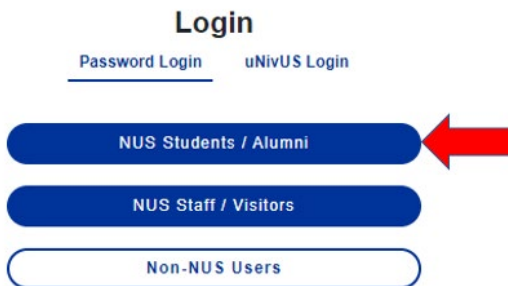 Login
Password Login uNivUS Login
NUS Students / Alumni
NUS Staff / Visitors
Non-NUS Users